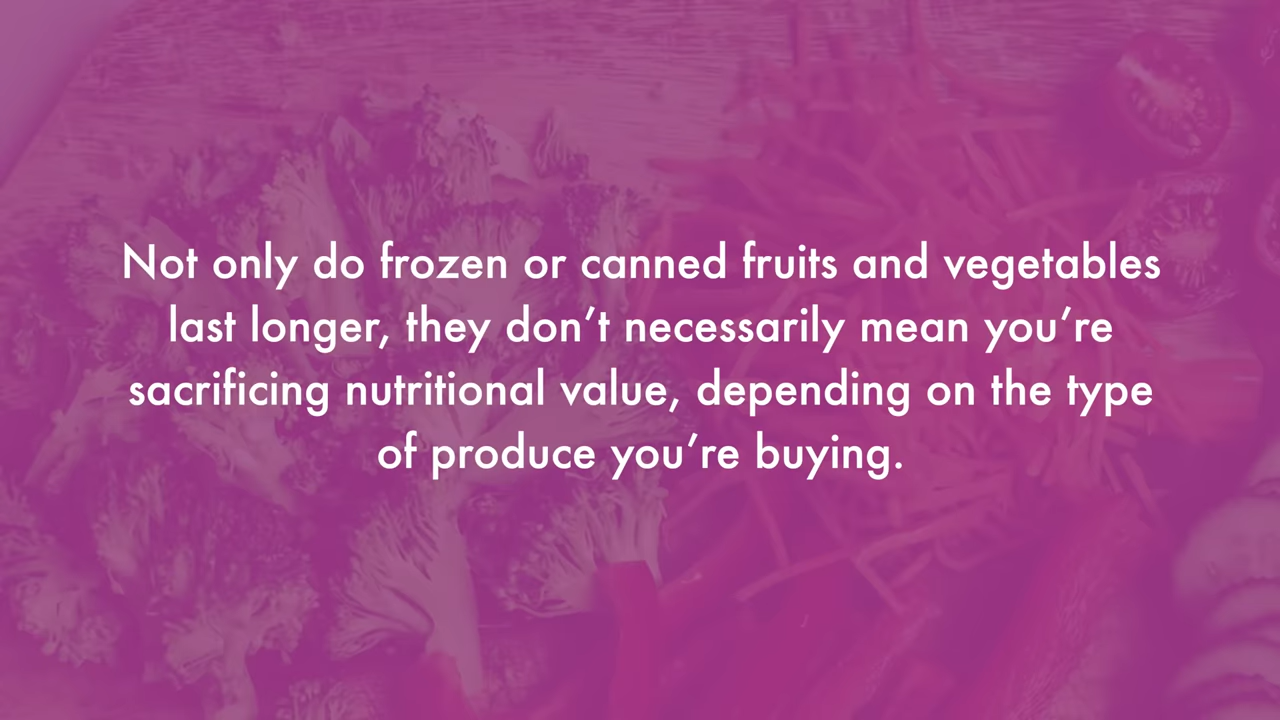 Not only do frozen or canned fruits and vegetables
last longer, they don’t necessarily mean you’re
sacrificing nutritional value, depending on the type
of produce you’re buying.